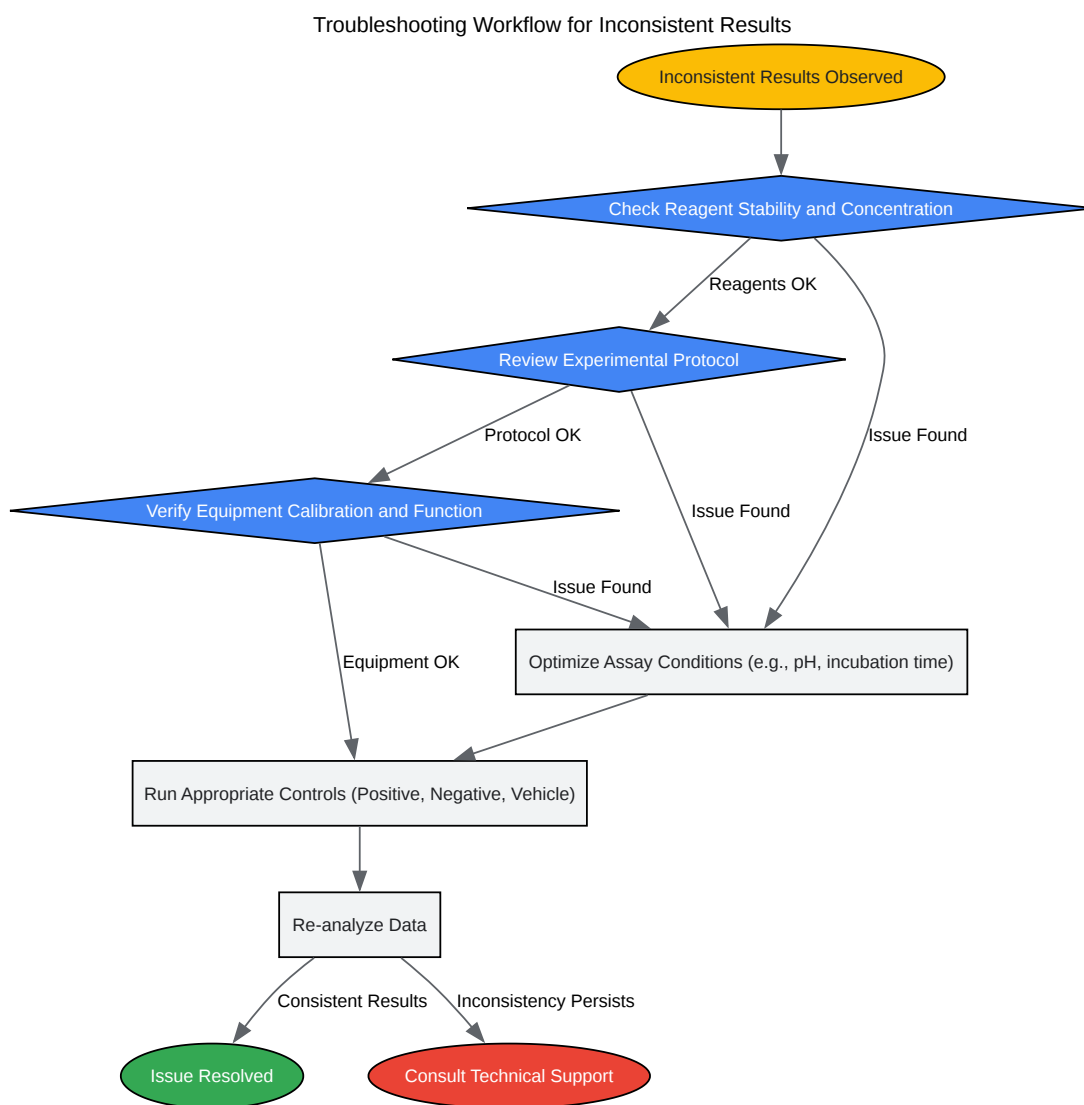 Troubleshooting Workflow for Inconsistent Results
Inconsistent Results Observed
Check Reagent Stability and Concentration
Reagents OK
Review Experimental Protocol
Protocol OK
Issue Found
Verify Equipment Calibration and Function
Issue Found
Issue Found
Equipment OK
Optimize Assay Conditions (e.g., pH, incubation time)
Run Appropriate Controls (Positive, Negative, Vehicle)
Re-analyze Data
Consistent Results
Inconsistency Persists
Issue Resolved
Consult Technical Support